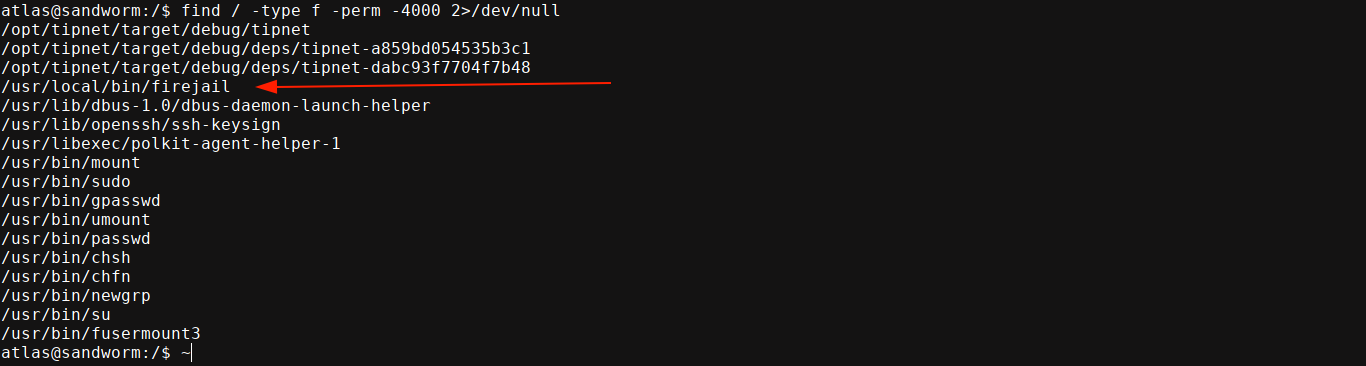 atlas@sandworm:/$ find / -type f -perm -4000 2>/dev/null
/opt/tipnet/target/debug/tipnet
/opt/tipnet/target/debug/deps/tipnet-a859bd054535b3c1
/opt/tipnet/target/debug/deps/tipnet-dabc93f7704f7b48
/usr/local/bin/firejail
/usr/lib/dbus-1.0/dbus-daemon-launch-helper
/usr/lib/openssh/ssh-keysign
/usr/libexec/polkit-agent-helper-1
/usr/bin/mount
/usr/bin/sudo
/usr/bin/gpasswd
/usr/bin/umount
/usr/bin/passwd
/usr/bin/chsh
/usr/bin/chfn
/usr/bin/newgrp
/usr/bin/su
/usr/bin/fusermount3
atlas@sandworm:/$ ~